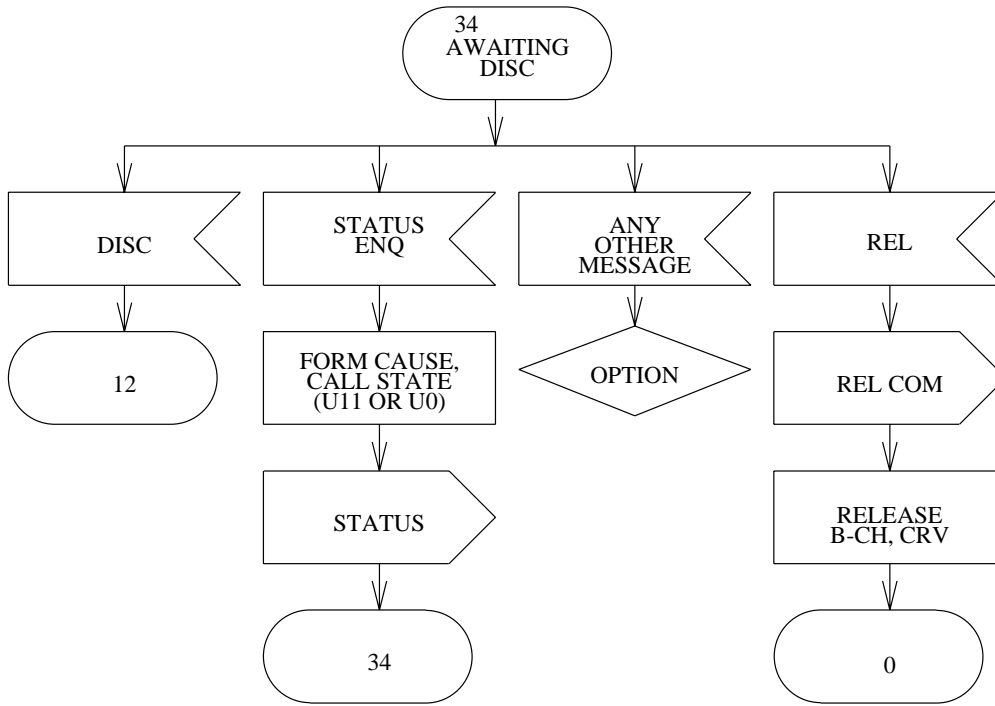 34
AWAITING
DISC
DISC
STATUS
ENQ
ANY
OTHER
MESSAGE
REL
12
FORM CAUSE,
CALL STATE
(U11 OR U0)
OPTION
REL COM
STATUS
RELEASE
B-CH, CRV
34
0